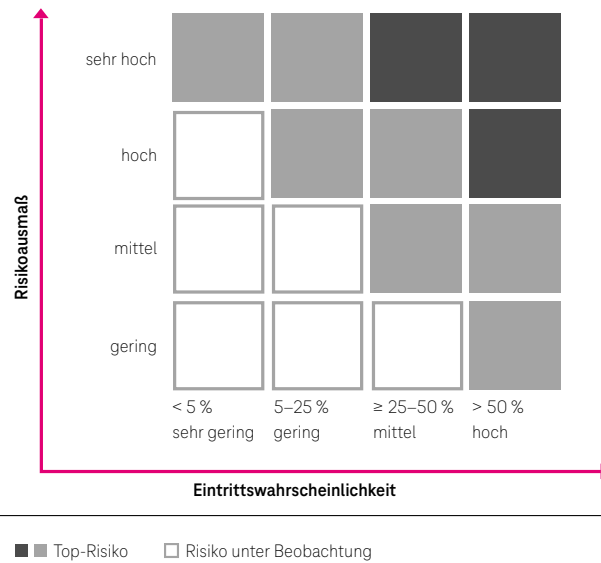 sehr hoch
hoch
Risikoausmaß
mittel
gering
< 5 % 5–25 % ≥ 25–50 % > 50 %
sehr gering gering mittel hoch
Eintrittswahrscheinlichkeit
Top-Risiko Risiko unter Beobachtung